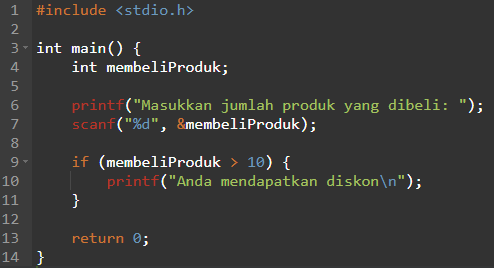 1 #include <stdio.h>
2
3 int main() {
4     int membeliProduk;
5
6     printf("Masukkan jumlah produk yang dibeli: ");
7     scanf("%d", &membeliProduk);
8
9     if (membeliProduk > 10) {
10         printf("Anda mendapatkan diskon\n");
11     }
12
13     return 0;
14 }